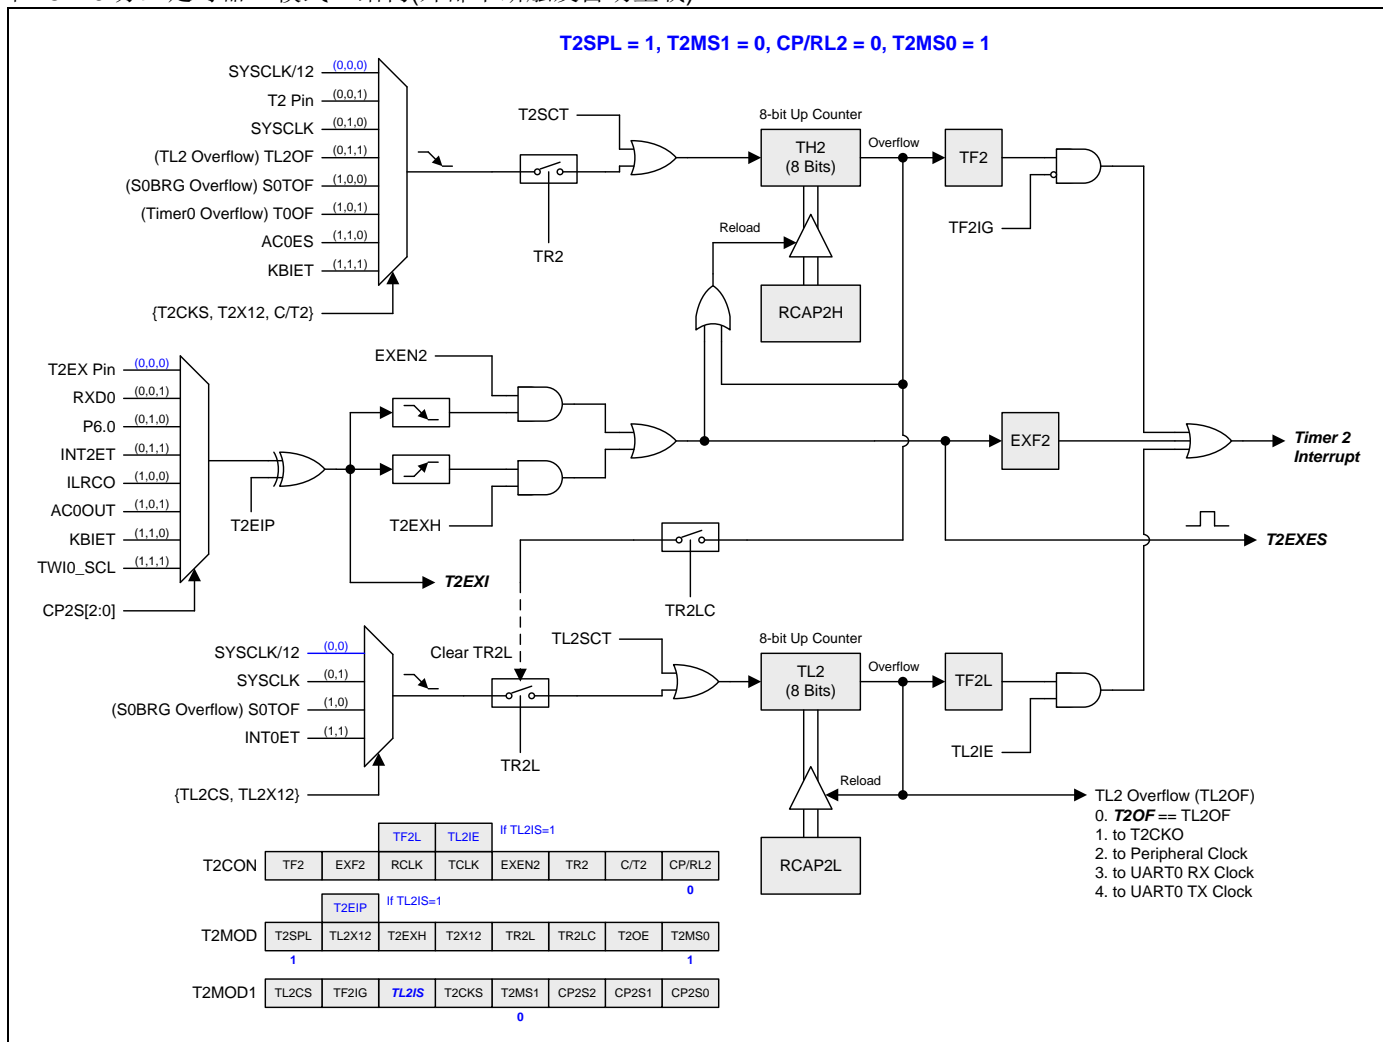 T2SPL = 1, T2MS1 = 0, CP/RL2 = 0, T2MS0 = 1
SYSCLK/12 (0,0,0)
T2 Pin (0,0,1)
SYSCLK (0,1,0)
(TL2 Overflow) TL2OF (0,1,1)
(S0BRG Overflow) S0TOF (1,0,0)
(Timer0 Overflow) T0OF (1,0,1)
AC0ES (1,1,0)
KBIET (1,1,1)
{T2CKS, T2X12, C/T2}
T2SCT
TR2
8-bit Up Counter
TH2
(8 Bits)
Overflow
TF2
TF2IG
Reload
RCAP2H
T2EX Pin (0,0,0)
RXD0 (0,0,1)
P6.0 (0,1,0)
INT2ET (0,1,1)
ILRCO (1,0,0)
AC0OUT (1,0,1)
KBIET (1,1,0)
TWI0_SCL (1,1,1)
CP2S[2:0]
T2EIP
EXEN2
T2EXH
T2EXI
EXF2
Timer 2
Interrupt
T2EXES
TR2LC
Clear TR2L
SYSCLK/12 (0,0)
SYSCLK (0,1)
(S0BRG Overflow) S0TOF (1,0)
INT0ET (1,1)
{TL2CS, TL2X12}
TR2L
TL2SCT
8-bit Up Counter
TL2
(8 Bits)
Overflow
TF2L
TL2IE
Reload
RCAP2L
TL2 Overflow (TL2OF)
0. T2OF == TL2OF
1. to T2CKO
2. to Peripheral Clock
3. to UART0 RX Clock
4. to UART0 TX Clock
TF2L TL2IE If TL2IS=1
T2CON TF2 EXF2 RCLK TCLK EXEN2 TR2 C/T2 CP/RL2
0
T2EIP If TL2IS=1
T2MOD T2SPL TL2X12 T2EXH T2X12 TR2L TR2LC T2OE T2MS0
1 1
T2MOD1 TL2CS TF2IG TL2IS T2CKS T2MS1 CP2S2 CP2S1 CP2S0
0